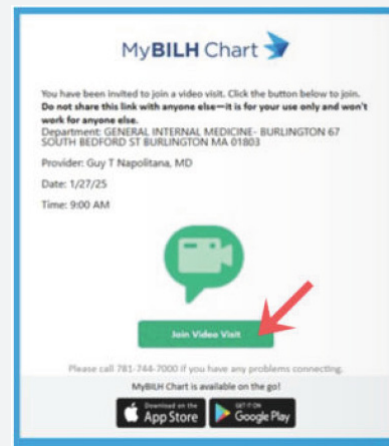 MyBILH Chart
You have been invited to join a video visit. Click the button below to join.
Do not share this link with anyone else—it is for your use only and won't
work for anyone else.
Department: GENERAL INTERNAL MEDICINE- BURLINGTON 67
SOUTH BEDFORD ST BURLINGTON MA 01803
Provider: Guy T Napolitana, MD
Date: 1/27/25
Time: 9:00 AM
Join Video Visit
Please call 781-744-7000 if you have any problems connecting.
MyBILH Chart is available on the go!
Download on the
App Store
GET IT ON
Google Play